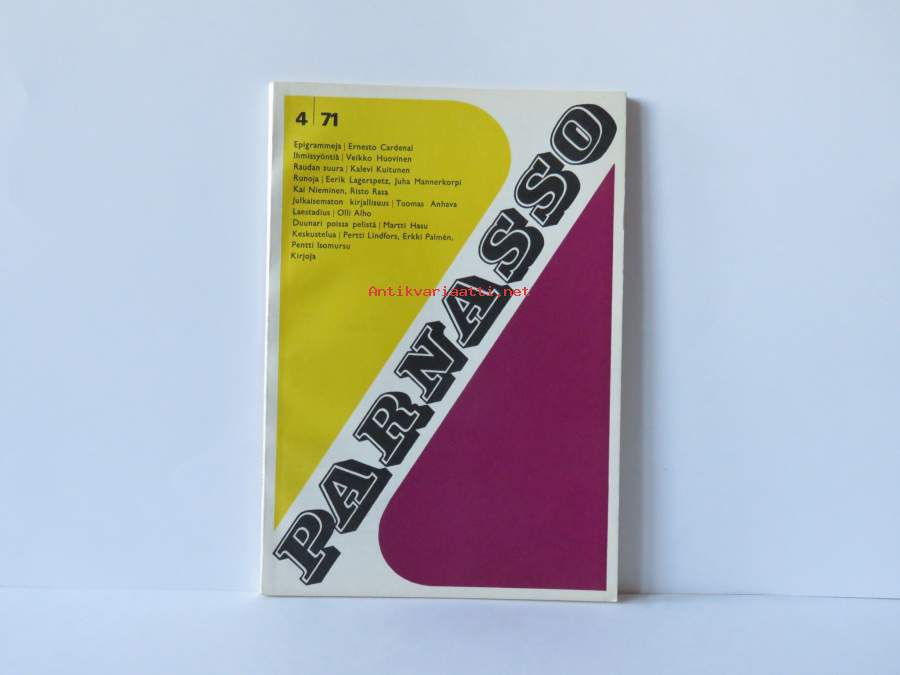 4 | 71
Epigrammeja | Ernesto Cardenal
Ihmissyöntiä | Veikko Huovinen
Raudan suura | Kalevi Kuitunen
Runoja | Eerik Lagerspetz, Juha Mannerkorpi
Kai Nieminen, Risto Rasa
Julkaisematon kirjallisuus | Tuomas Anhava
Laestadius | Olli Alho
Duunari poissa pelistä | Martti Hasu
Keskustelua | Pertti Lindfors, Erkki Palmén,
Pentti Isomursu
Kirjoja
PARNASSO
Antikvariaatti.net